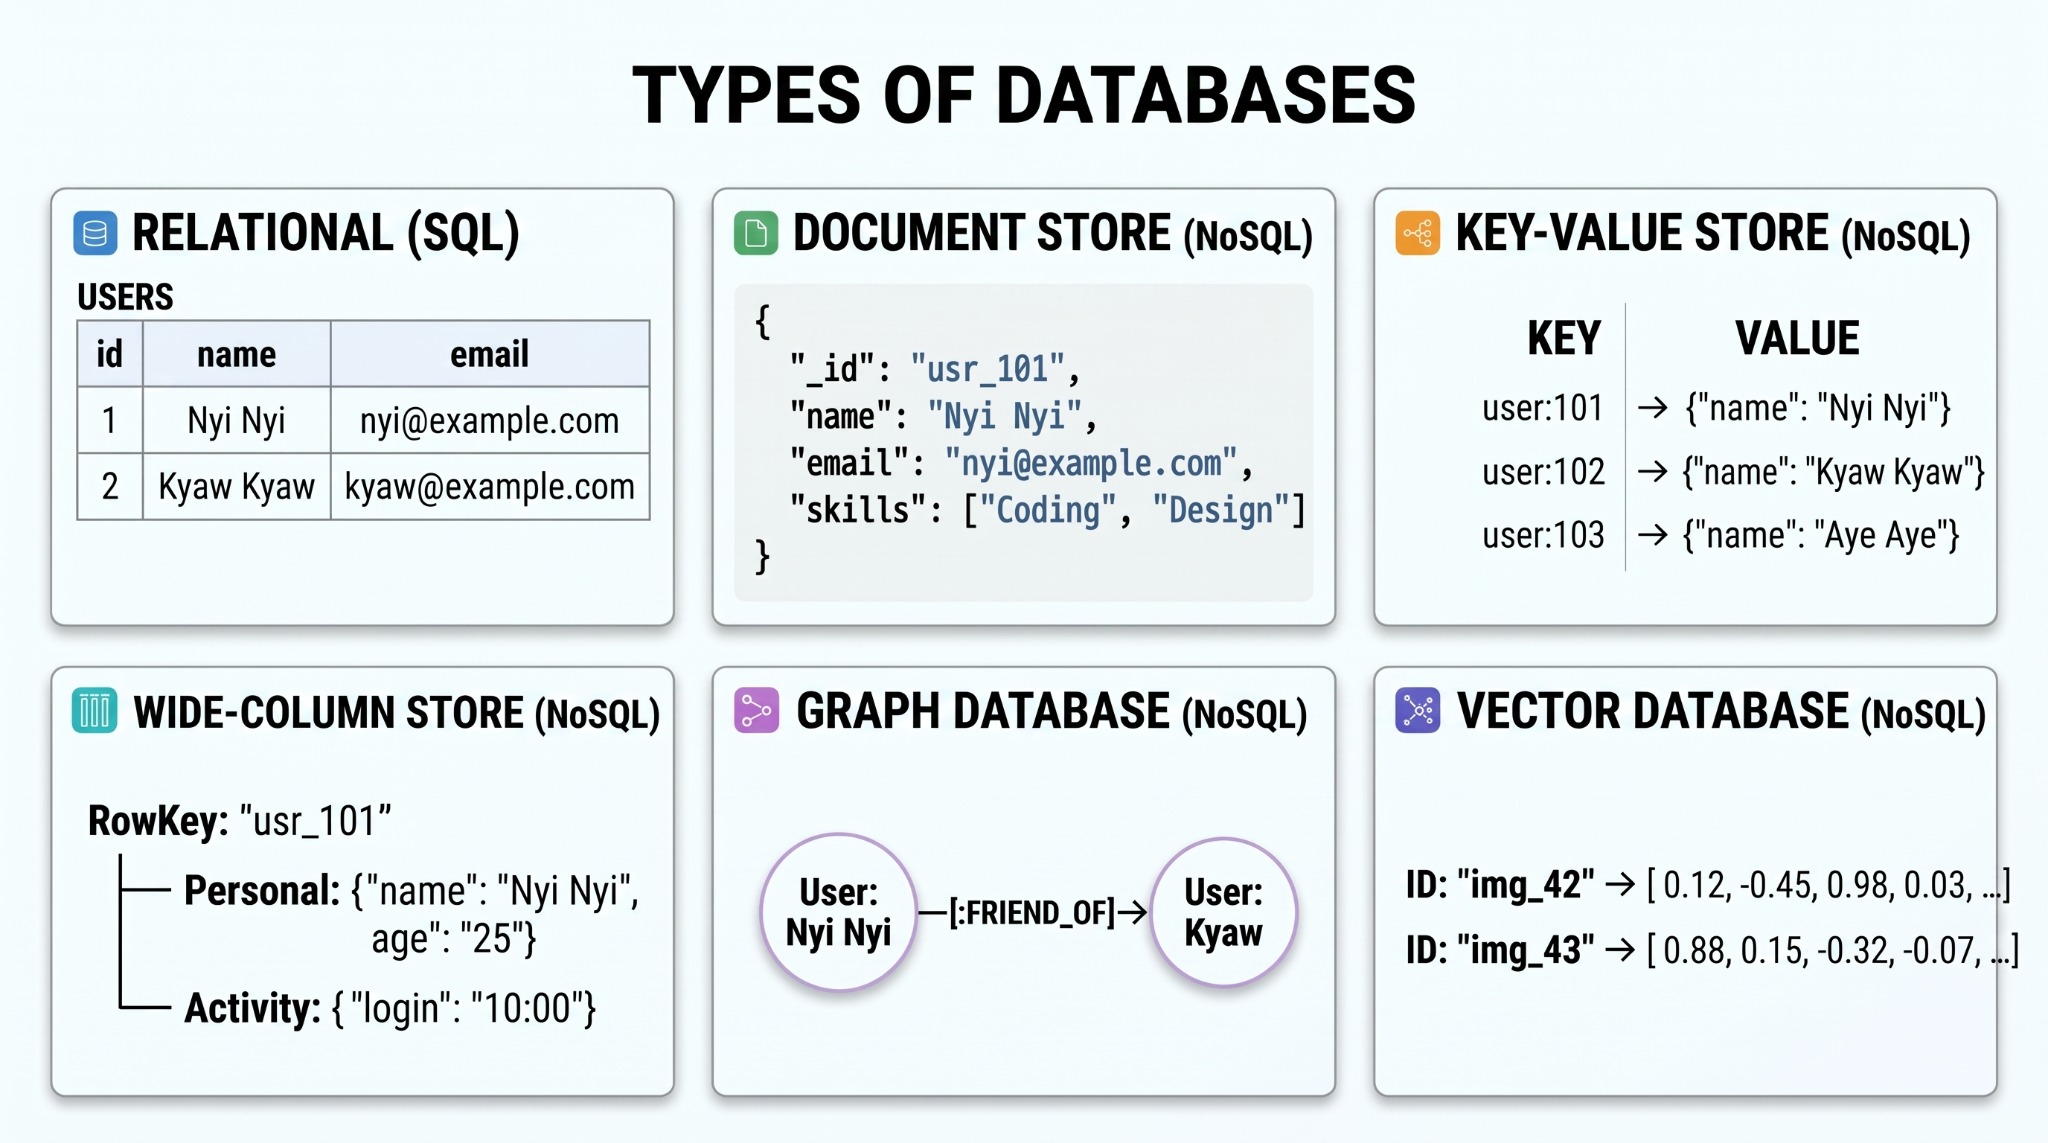 TYPES OF DATABASES
RELATIONAL (SQL)
USERS
id name email
1 Nyi Nyi nyi@example.com
2 Kyaw Kyaw kyaw@example.com
DOCUMENT STORE (NoSQL)
{
"_id": "usr_101",
"name": "Nyi Nyi",
"email": "nyi@example.com",
"skills": ["Coding", "Design"]
}
KEY-VALUE STORE (NoSQL)
KEY VALUE
user:101 → {"name": "Nyi Nyi"}
user:102 → {"name": "Kyaw Kyaw"}
user:103 → {"name": "Aye Aye"}
WIDE-COLUMN STORE (NoSQL)
RowKey: "usr_101”
Personal: {"name": "Nyi Nyi",
age": "25"}
Activity: { "login": "10:00"}
GRAPH DATABASE (NoSQL)
User:
Nyi Nyi
[:FRIEND_OF]→
User:
Kyaw
VECTOR DATABASE (NoSQL)
ID: "img_42" → [ 0.12, -0.45, 0.98, 0.03, ...]
ID: "img_43" → [ 0.88, 0.15, -0.32, -0.07, ...]